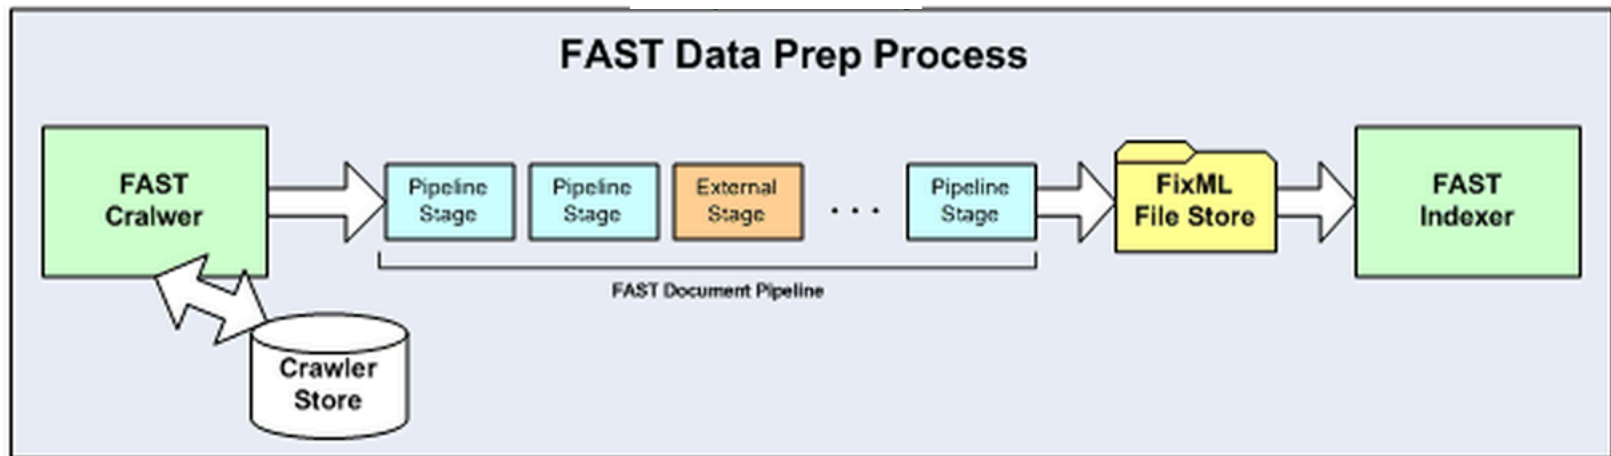 FAST Data Prep Process
FAST
Cralwer
Pipeline
Stage
Pipeline
Stage
External
Stage
. . .
Pipeline
Stage
FixML
File Store
FAST
Indexer
FAST Document Pipeline
Crawler
Store